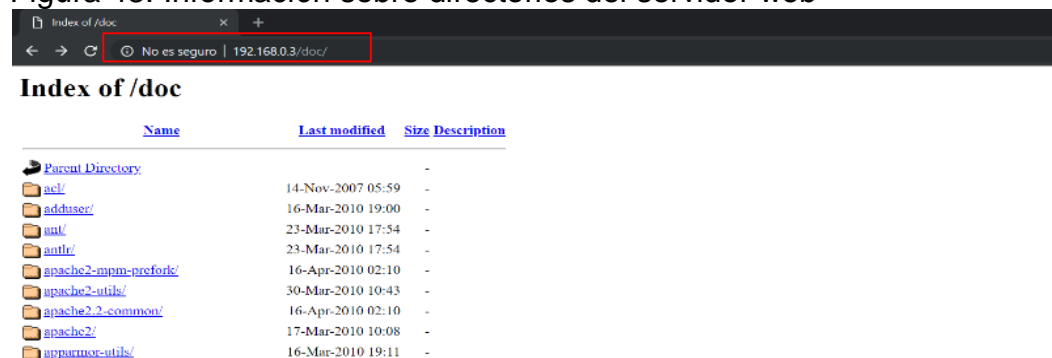 Figura 48. Información sobre directorios del servidor web
Index of /doc
No es seguro | 192.168.0.3/doc/
Index of /doc
Name Last modified Size Description
Parent Directory -
acl/ 14-Nov-2007 05:59 -
adduser/ 16-Mar-2010 19:00 -
ant/ 23-Mar-2010 17:54 -
antlr/ 23-Mar-2010 17:54 -
apache2-mpm-prefork/ 16-Apr-2010 02:10 -
apache2-utils/ 30-Mar-2010 10:43 -
apache2.2-common/ 16-Apr-2010 02:10 -
apache2/ 17-Mar-2010 10:08 -
apparmor-utils/ 16-Mar-2010 19:11 -